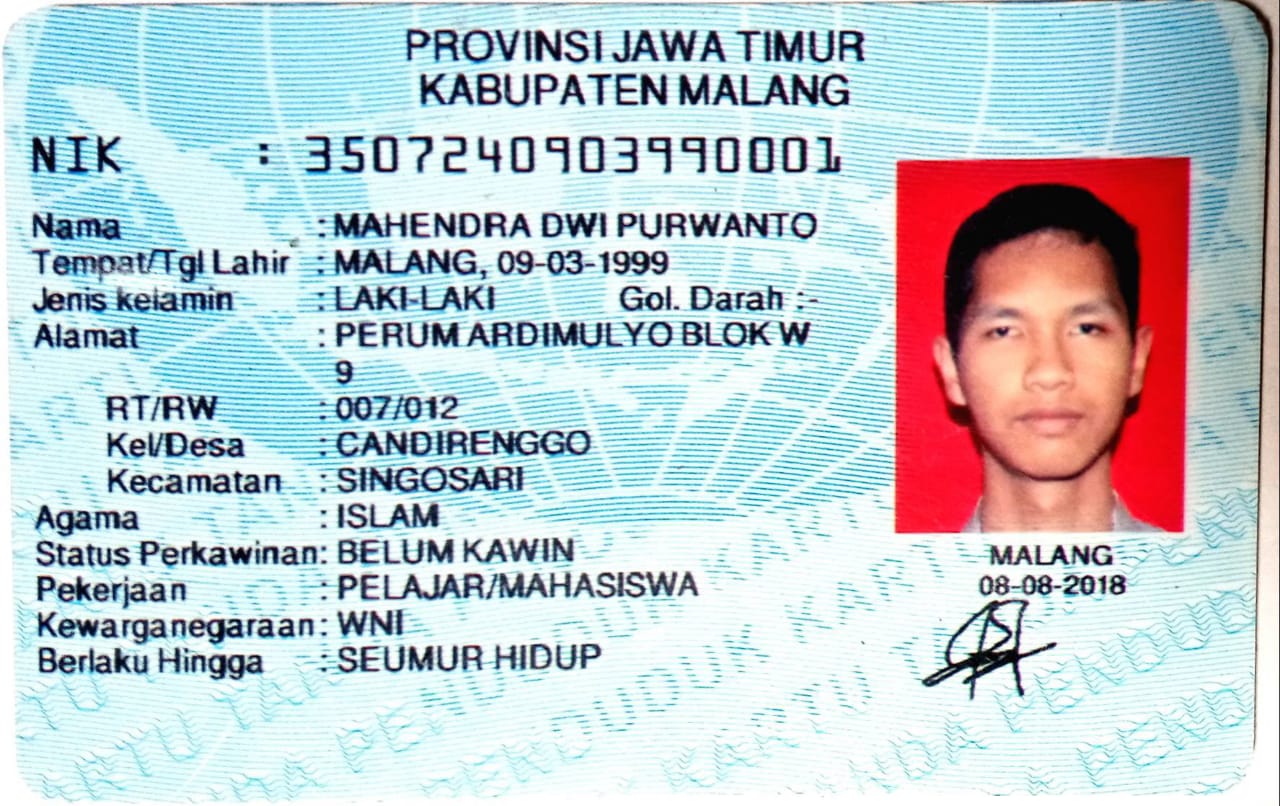 PROVINSI JAWA TIMUR
KABUPATEN MALANG
NIK : 3507240903990001
Nama : MAHENDRA DWI PURWANTO
Tempat/Tgl Lahir : MALANG, 09-03-1999
Jenis kelamin : LAKI-LAKI Gol. Darah :-
Alamat : PERUM ARDIMULYO BLOK W
9
RT/RW : 007/012
Kel/Desa : CANDIRENGGO
Kecamatan : SINGOSARI
Agama : ISLAM
Status Perkawinan: BELUM KAWIN
Pekerjaan : PELAJAR/MAHASISWA
Kewarganegaraan: WNI
Berlaku Hingga : SEUMUR HIDUP
MALANG
08-08-2018